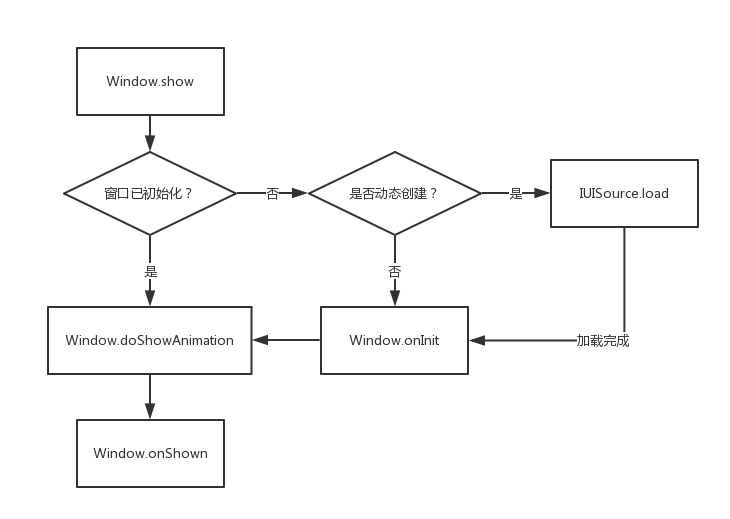 Window.show
窗口已初始化？
否
是否动态创建？
是
IUISource.load
是
否
Window.doShowAnimation
Window.onInit
加载完成
Window.onShown